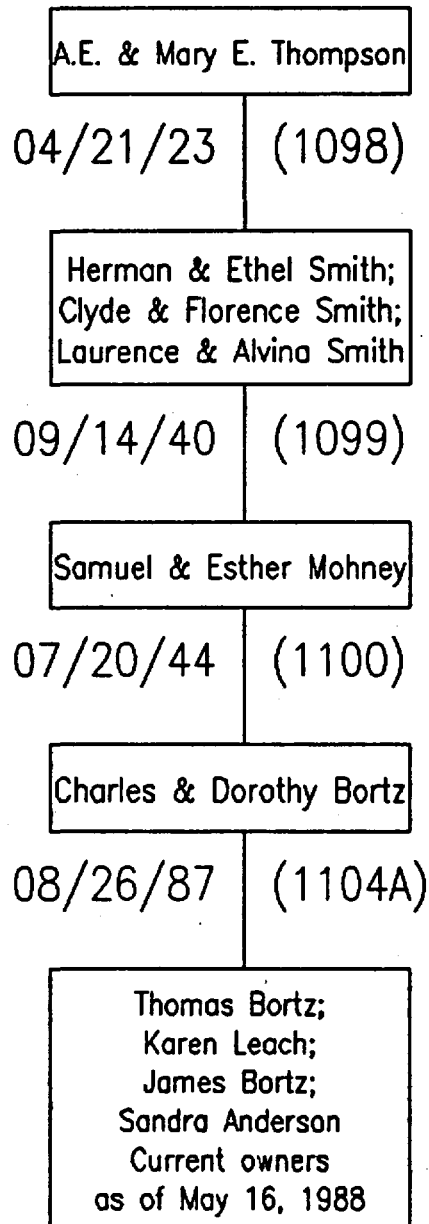 A.E. & Mary E. Thompson
04/21/23 (1098)
Herman & Ethel Smith;
Clyde & Florence Smith;
Laurence & Alvina Smith
09/14/40 (1099)
Samuel & Esther Mohney
07/20/44 (1100)
Charles & Dorothy Bortz
08/26/87 (1104A)
Thomas Bortz;
Karen Leach;
James Bortz;
Sandra Anderson
Current owners
as of May 16, 1988